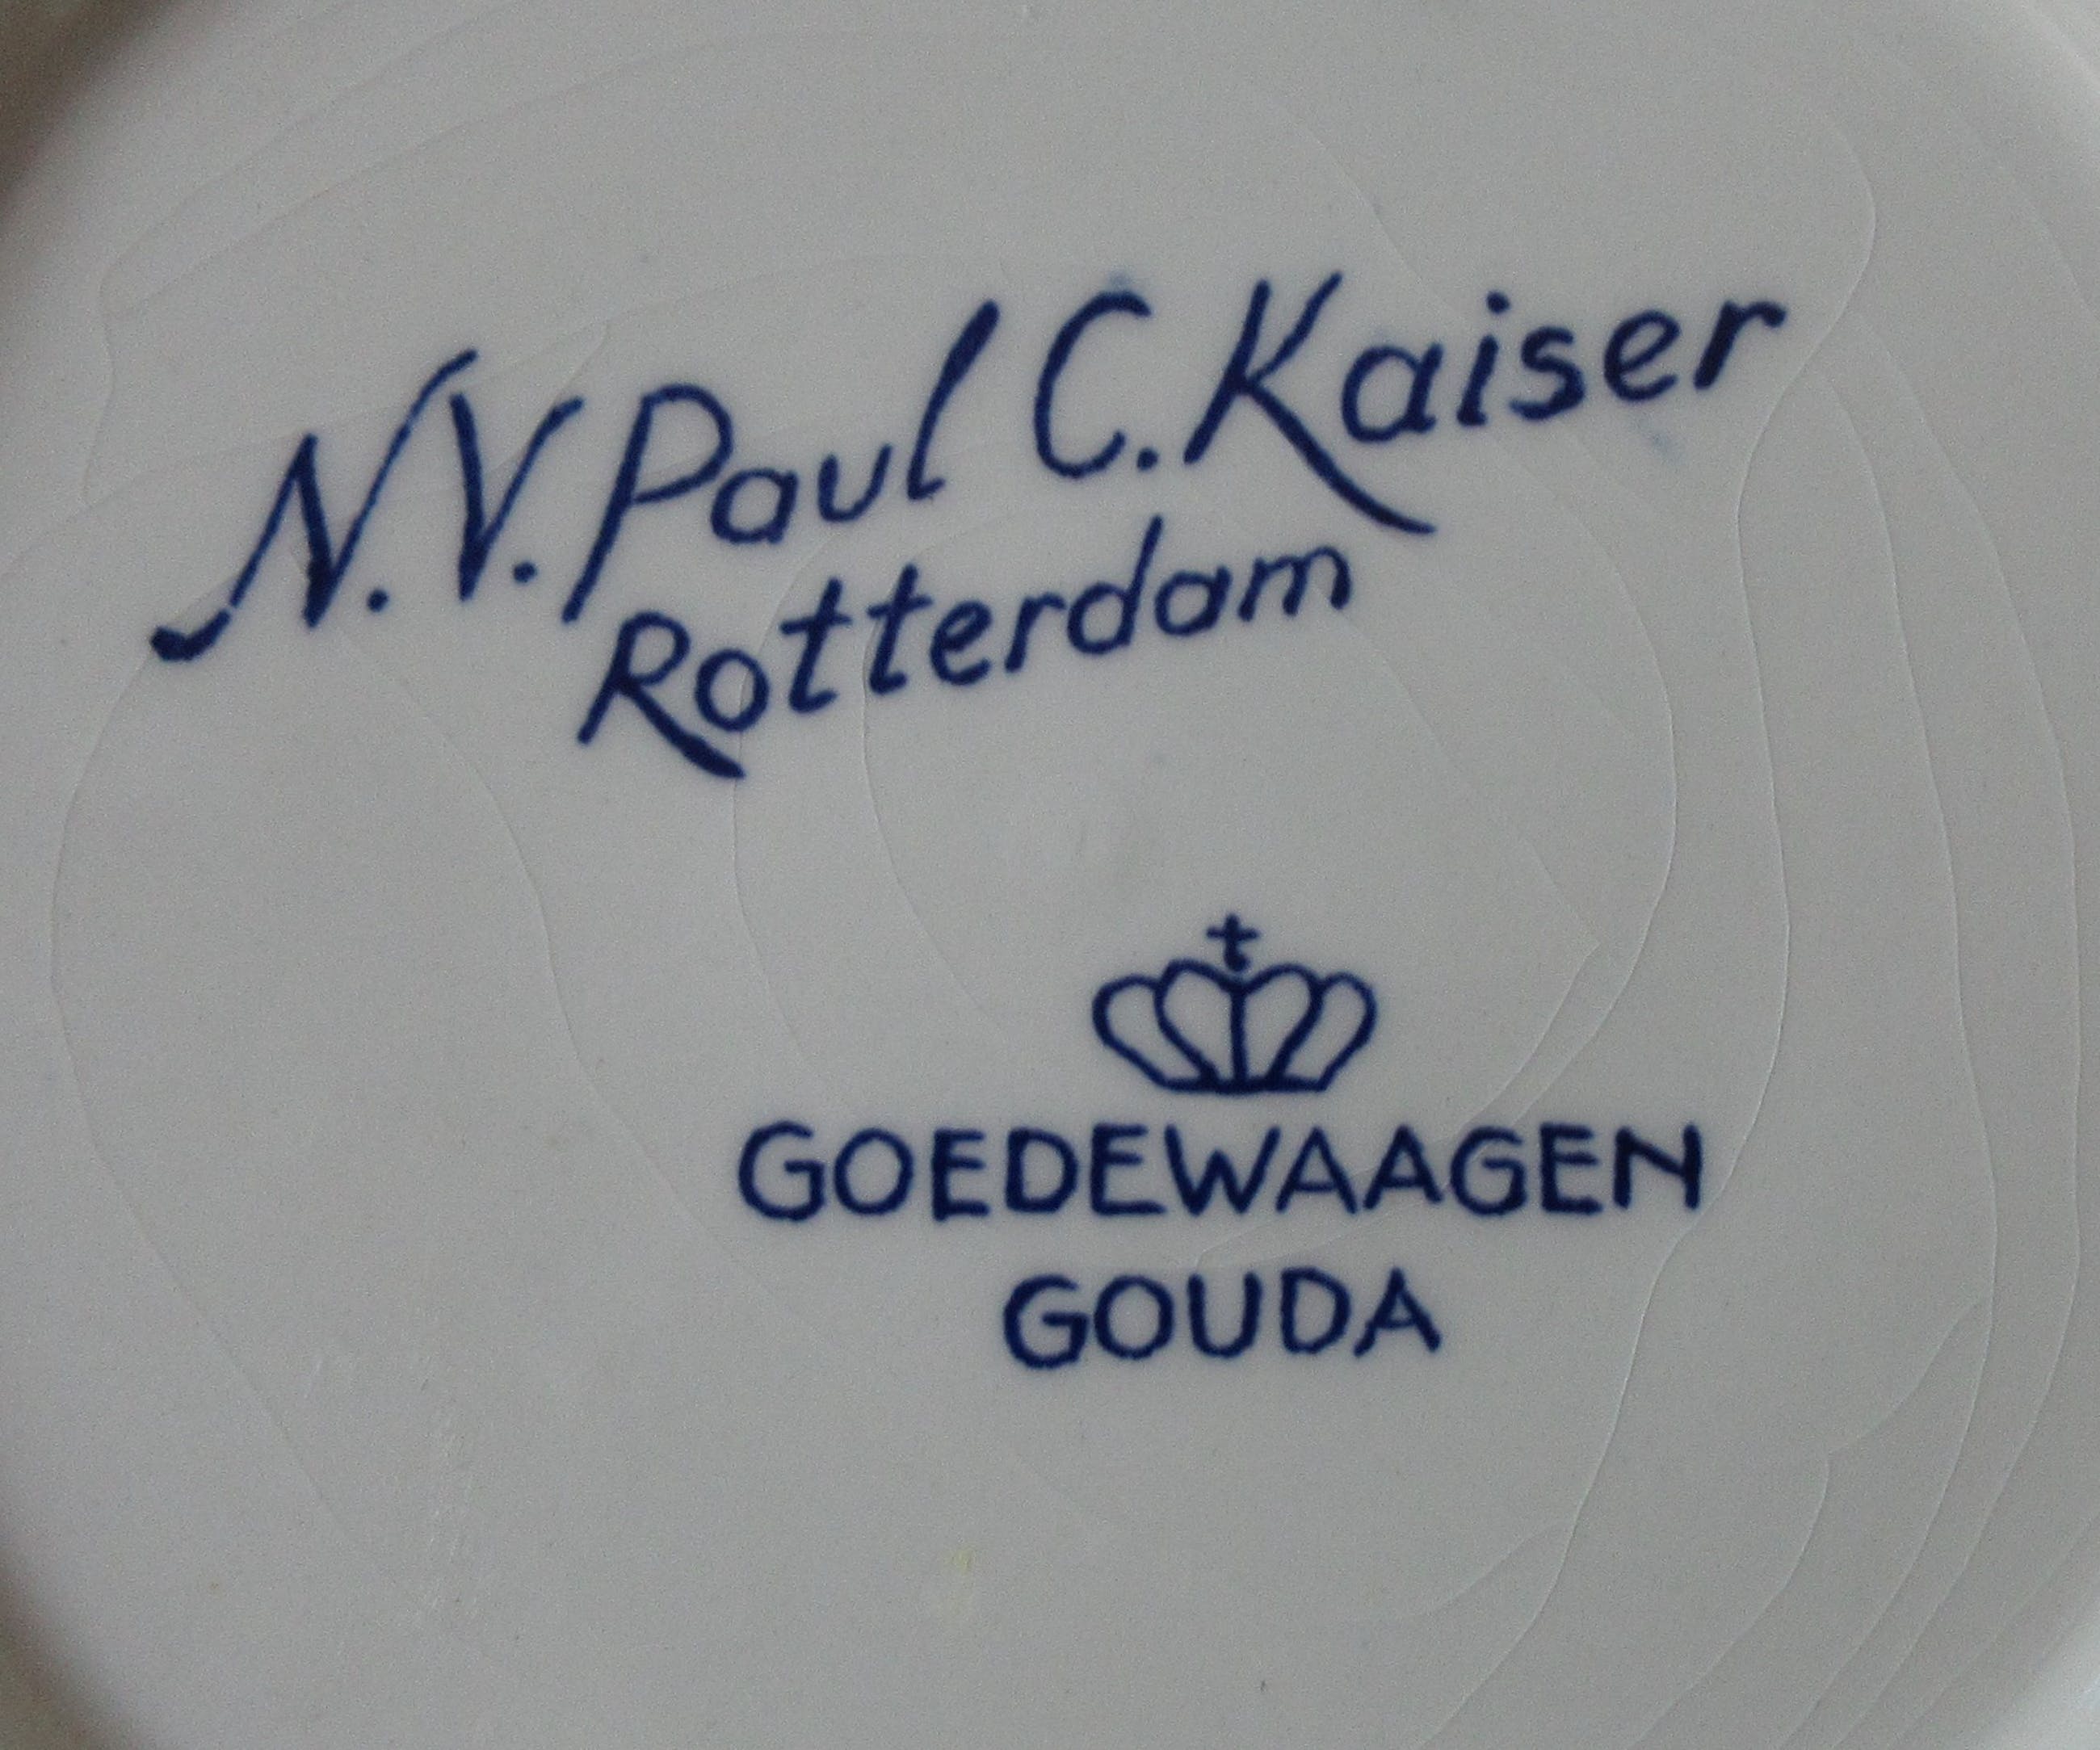 N.V. Paul C. Kaiser
Rotterdam
GOEDEWAAGEN
GOUDA